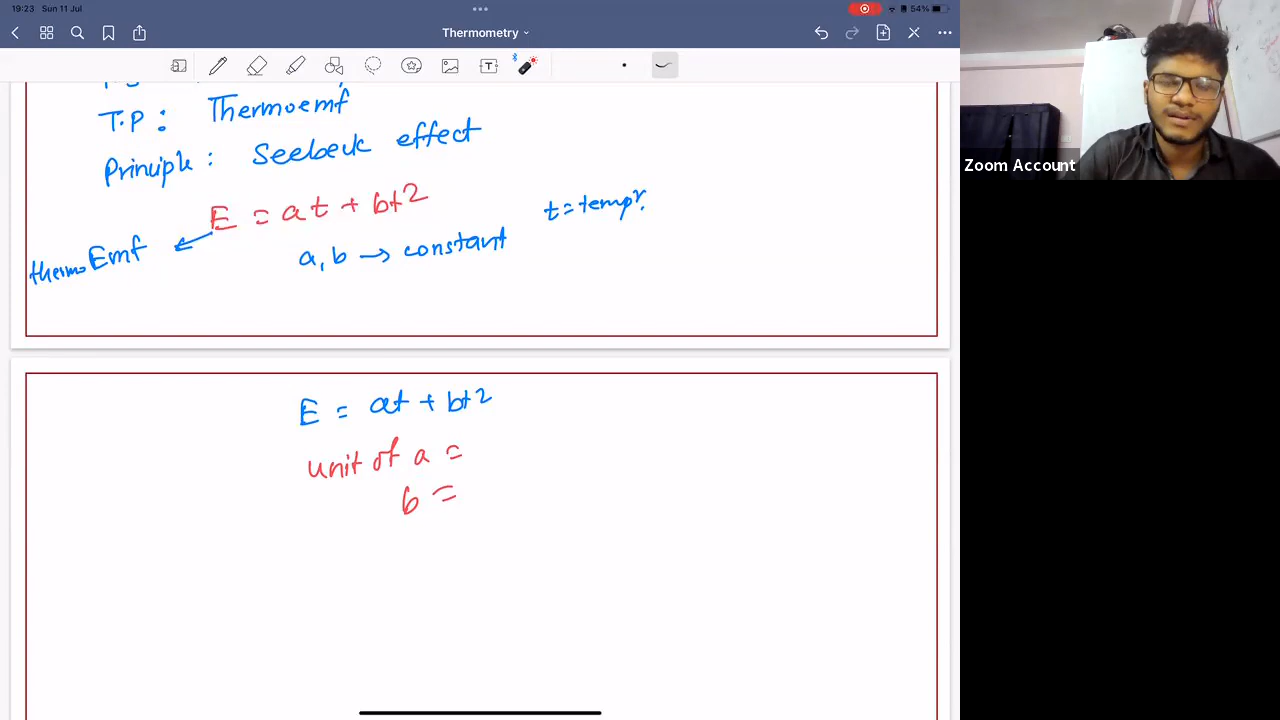 19:23 Sun 11 Jul
54%
Thermometry
T.P: Thermoemf
Principle: Seebeck effect
E = at + bt²
t = tempr.
thermo Emf
a, b → constant
E = at + bt²
unit of a =
b =
Zoom Account